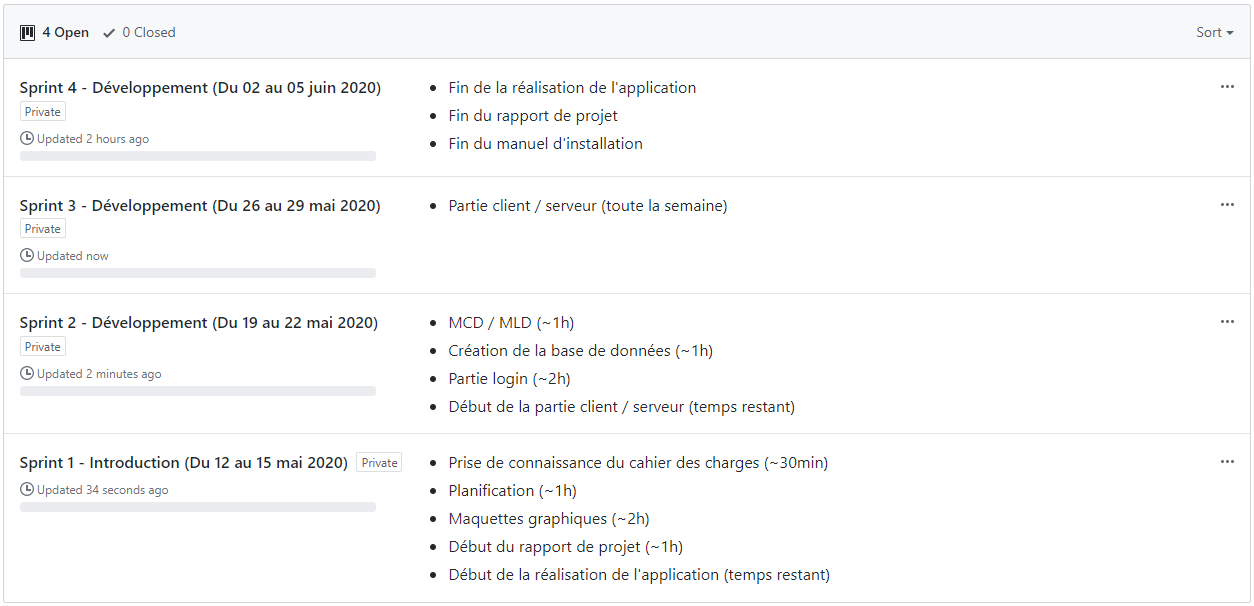 4 Open 0 Closed Sort
Sprint 4 - Développement (Du 02 au 05 juin 2020)
Private
Updated 2 hours ago
Fin de la réalisation de l'application
Fin du rapport de projet
Fin du manuel d'installation
Sprint 3 - Développement (Du 26 au 29 mai 2020)
Private
Updated now
Partie client / serveur (toute la semaine)
Sprint 2 - Développement (Du 19 au 22 mai 2020)
Private
Updated 2 minutes ago
MCD / MLD (~1h)
Création de la base de données (~1h)
Partie login (~2h)
Début de la partie client / serveur (temps restant)
Sprint 1 - Introduction (Du 12 au 15 mai 2020) Private
Updated 34 seconds ago
Prise de connaissance du cahier des charges (~30min)
Planification (~1h)
Maquettes graphiques (~2h)
Début du rapport de projet (~1h)
Début de la réalisation de l'application (temps restant)